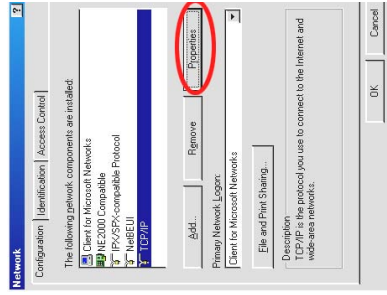 Network
?
Configuration
Identification
Access Control
The following network components are installed:
Client for Microsoft Networks
NE2000 Compatible
IPX/SPX-compatible Protocol
NetBEUI
TCP/IP
Add...
Remove
Properties
Primary Network Logon:
Client for Microsoft Networks
File and Print Sharing...
Description
TCP/IP is the protocol you use to connect to the Internet and
wide-area networks.
OK
Cancel